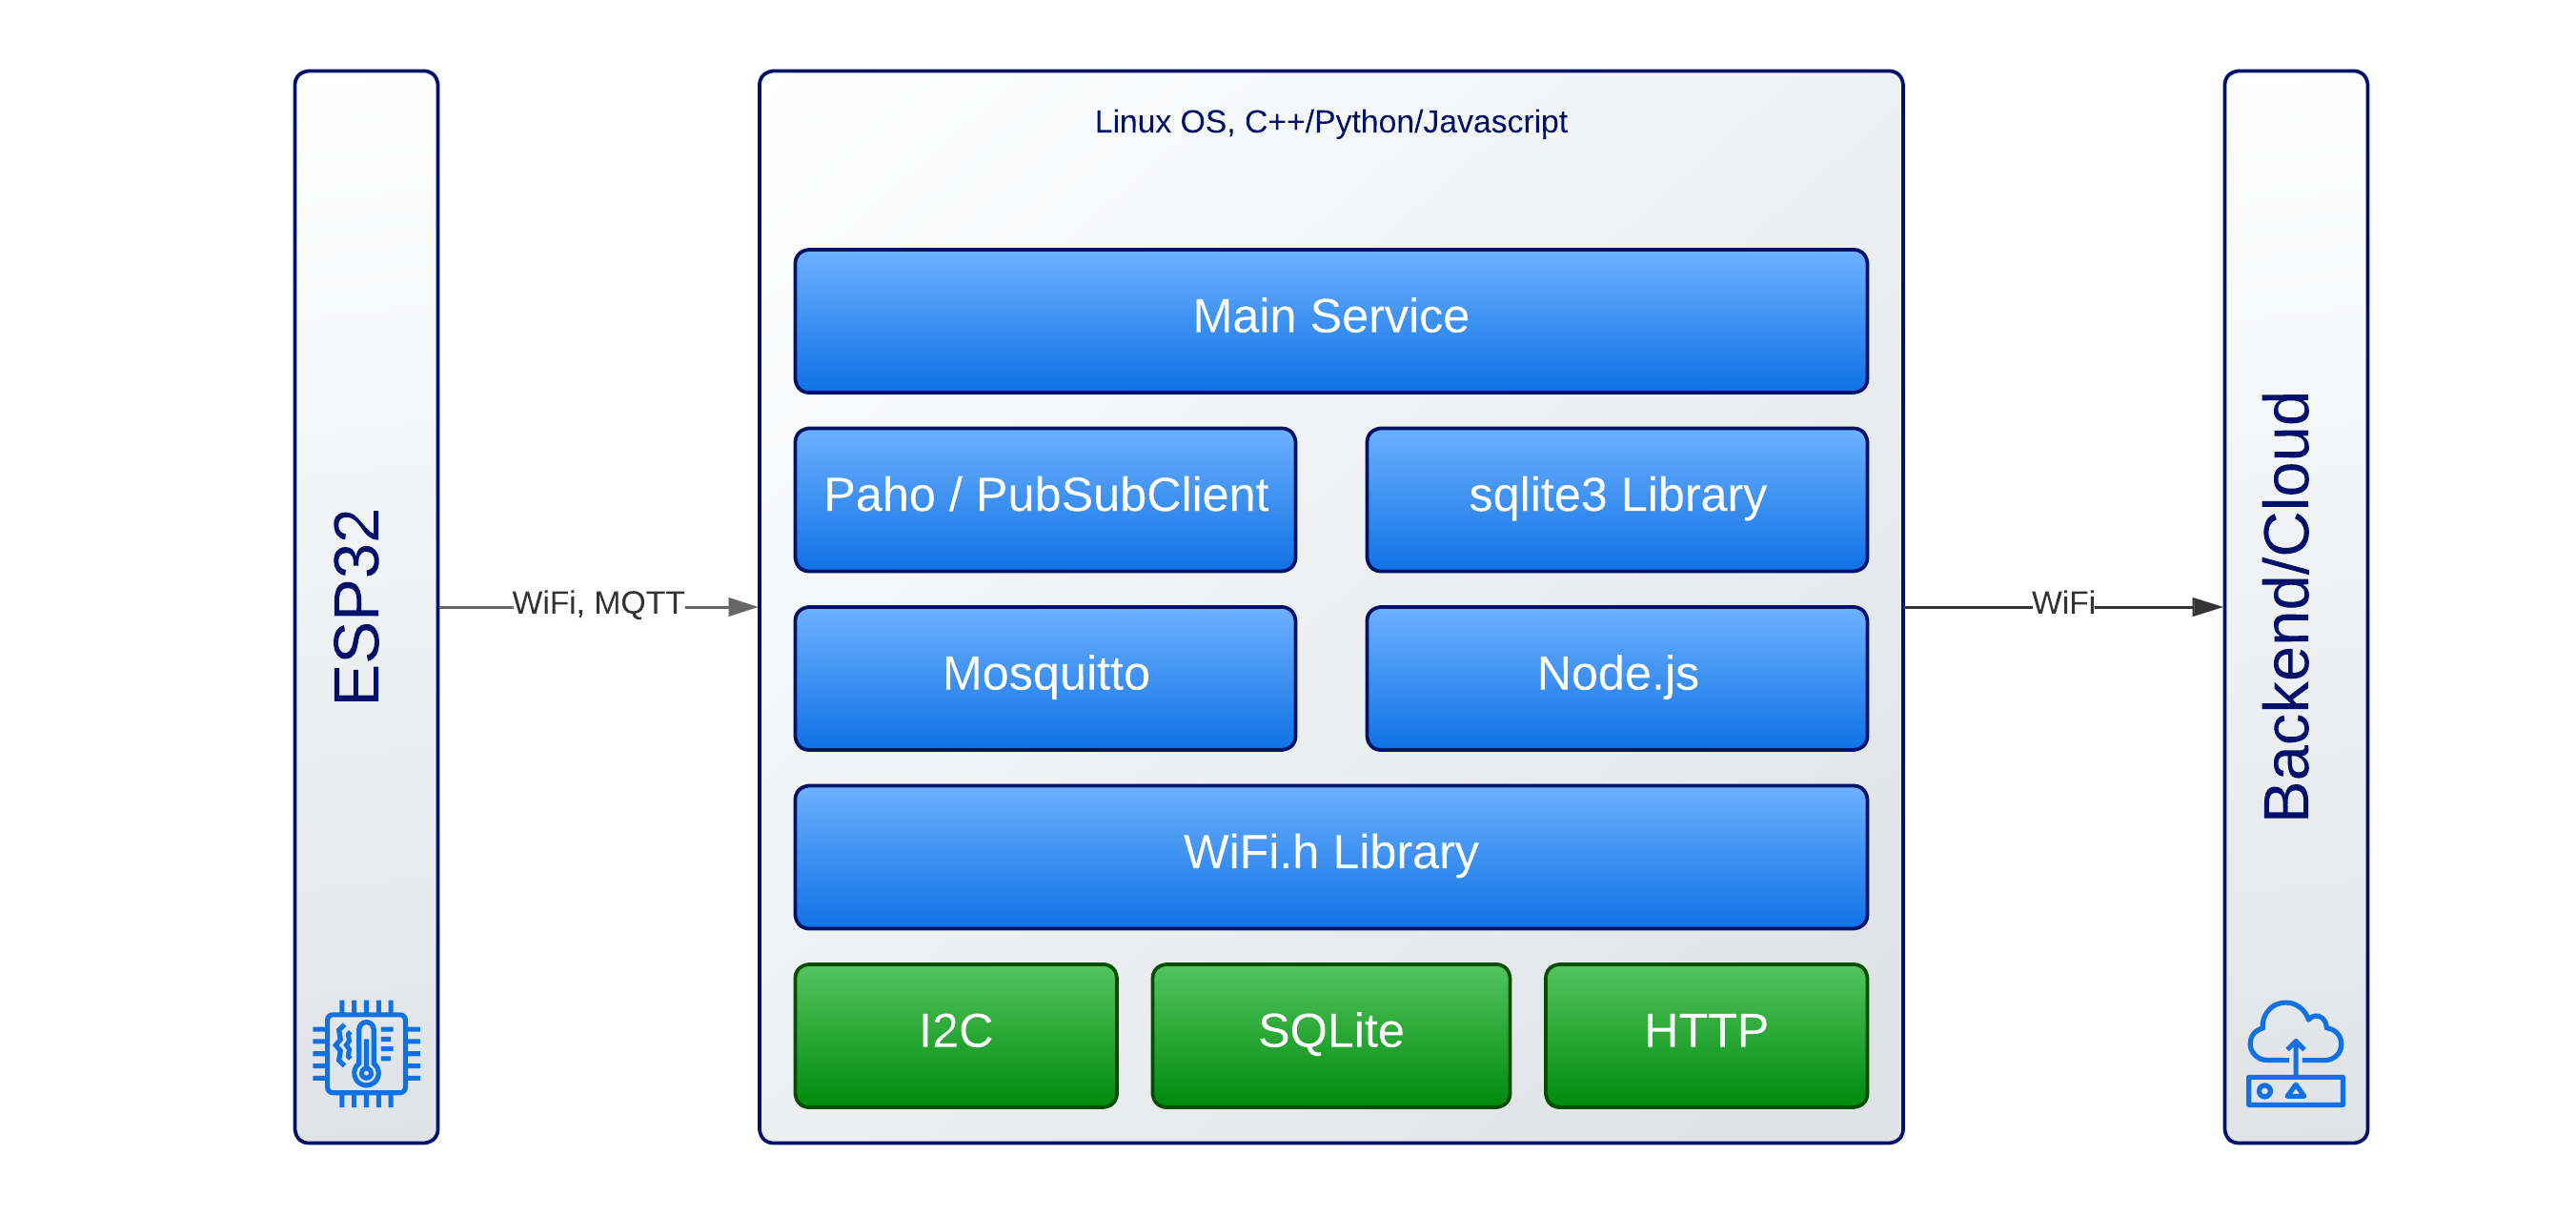 Linux OS, C++/Python/Javascript
Main Service
Paho / PubSubClient
sqlite3 Library
ESP32
WiFi, MQTT
Mosquitto
Node.js
WiFi
Backend/Cloud
WiFi.h Library
I2C
SQLite
HTTP